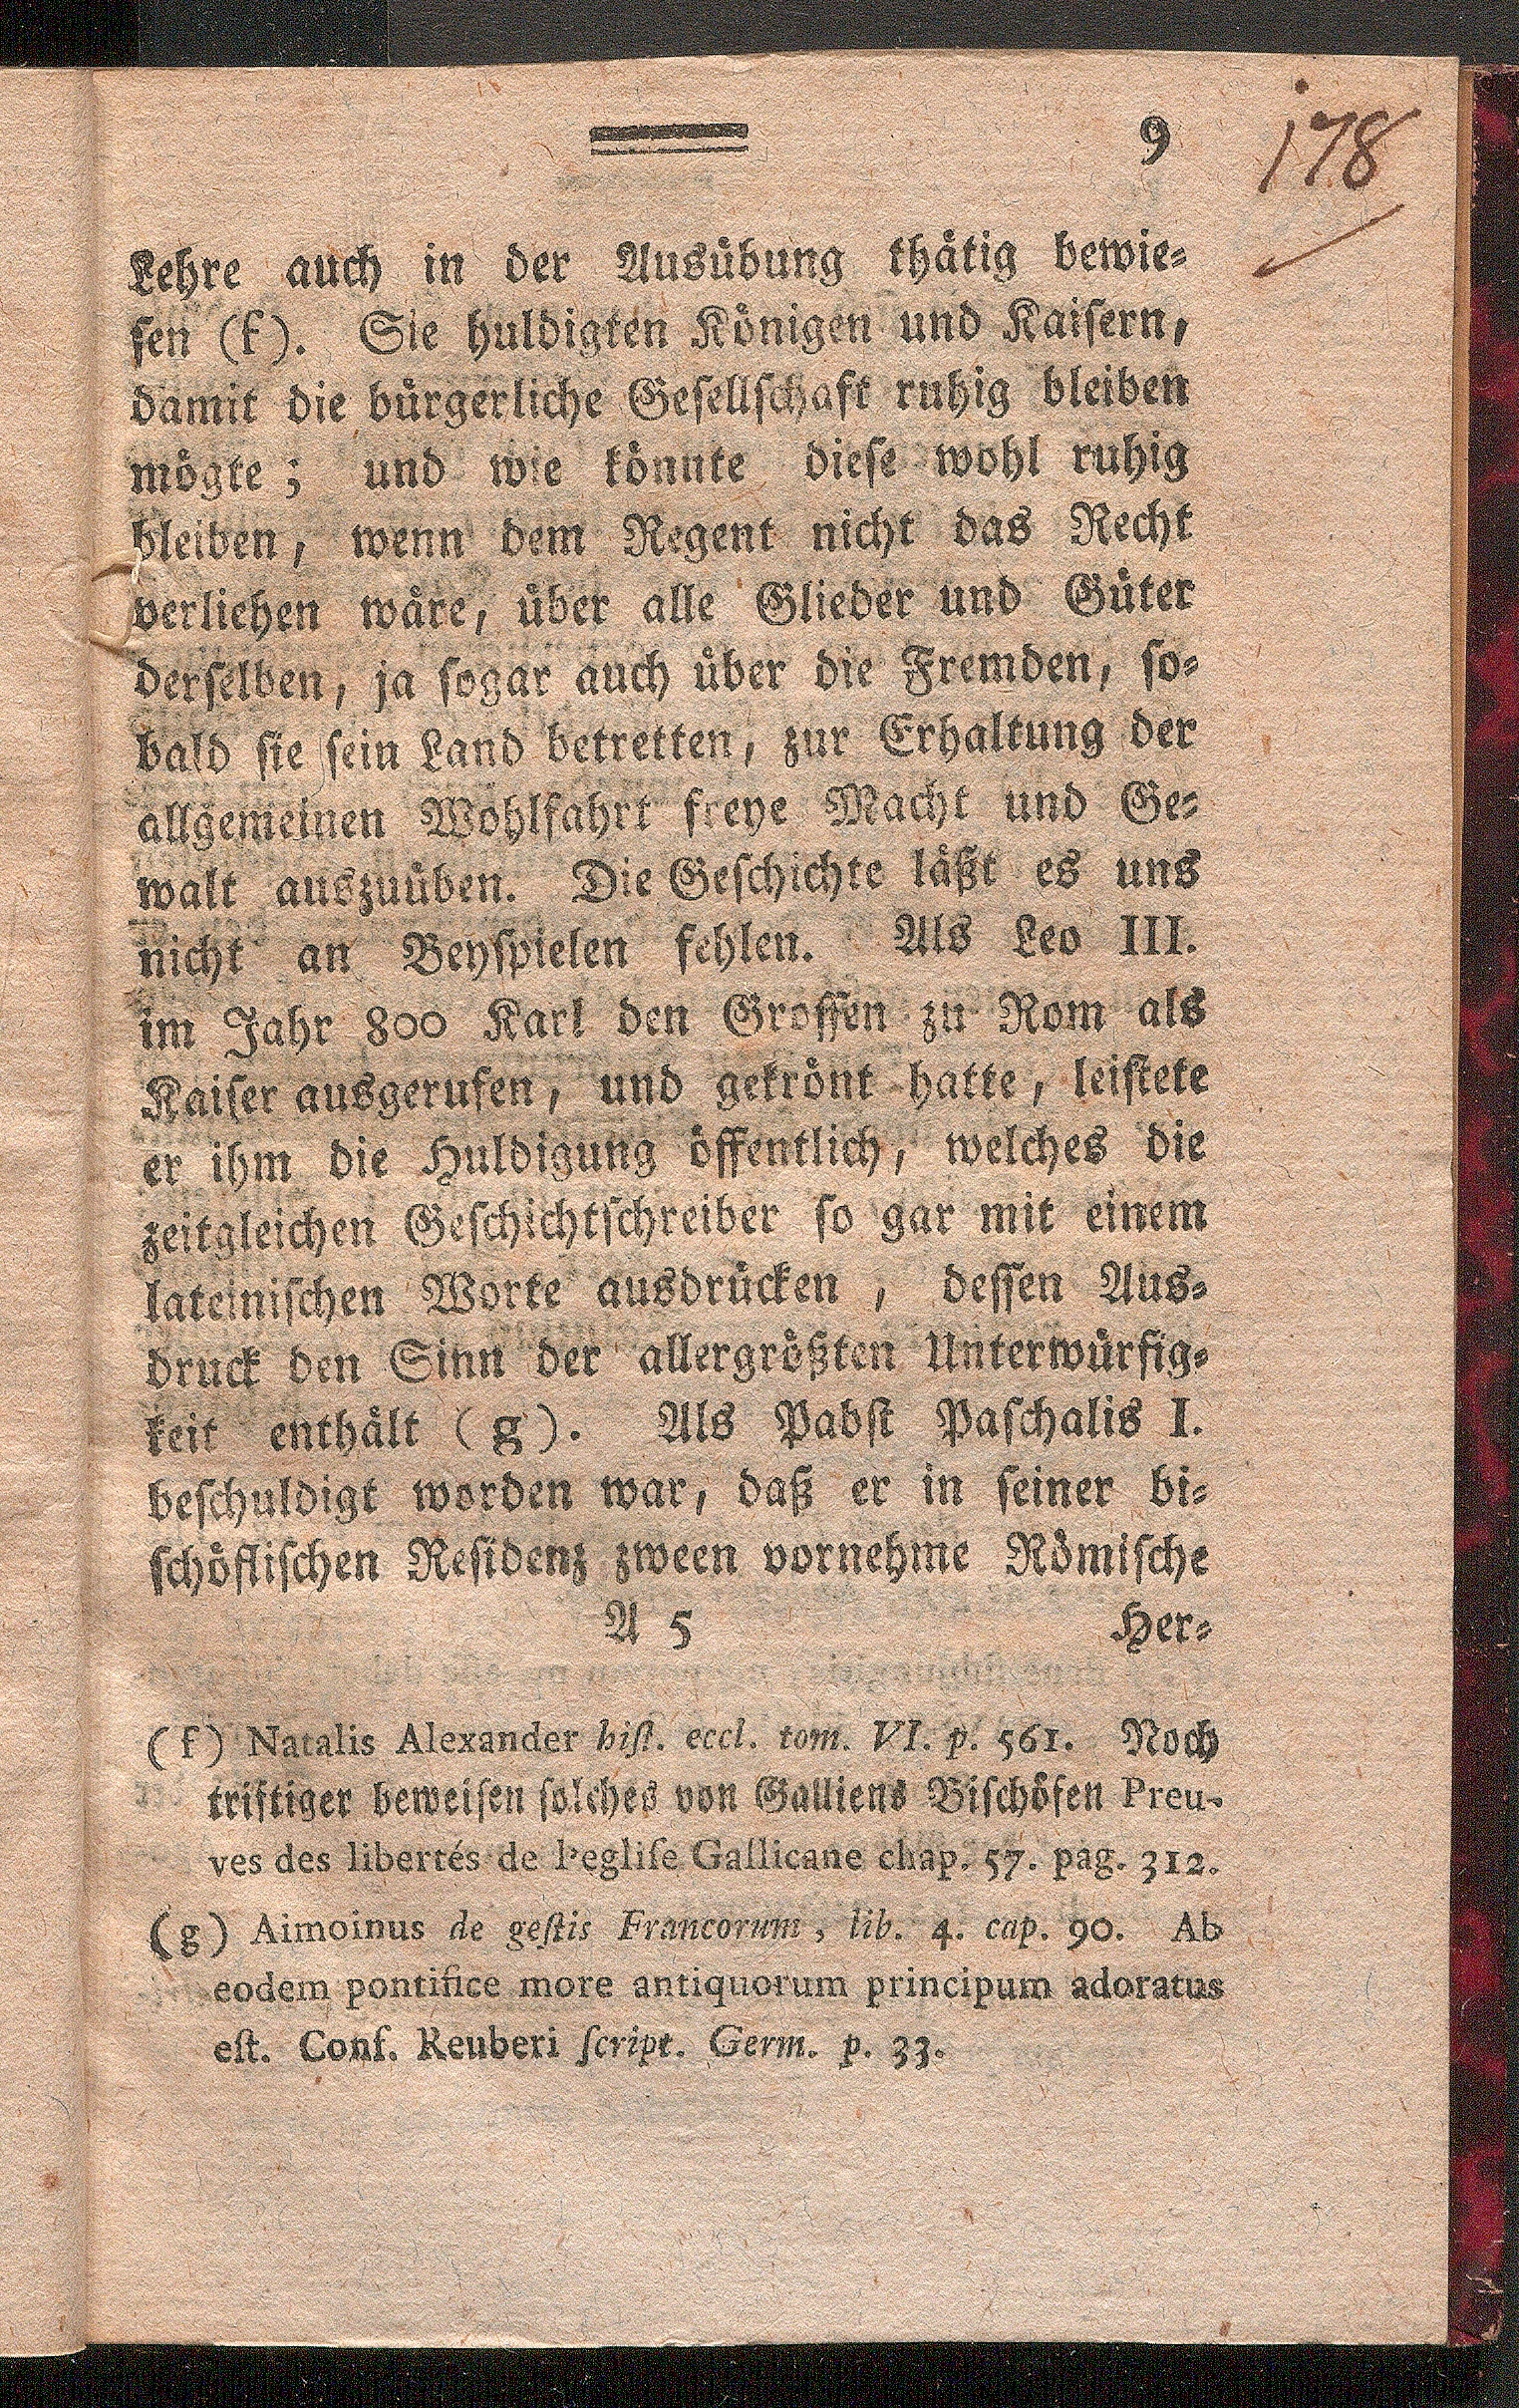 9
178
Lehre auch in der Ausübung thätig bewie-
sen (f). Sie huldigten Königen und Kaisern,
damit die bürgerliche Gesellschaft ruhig bleiben
mögte; und wie könnte diese wohl ruhig
bleiben, wenn dem Regent nicht das Recht
verliehen wäre, über alle Glieder und Güter
derselben, ja sogar auch über die Fremden, so-
bald sie sein Land betretten, zur Erhaltung der
allgemeinen Wohlfahrt freye Macht und Ge-
walt auszuüben. Die Geschichte läßt es uns
nicht an Beyspielen fehlen. Als Leo III.
im Jahr 800 Karl den Grossen zu Rom als
Kaiser ausgerufen, und gekrönt hatte, leistete
er ihm die Huldigung öffentlich, welches die
zeitgleichen Geschichtschreiber so gar mit einem
lateinischen Worte ausdrücken, dessen Aus-
druck den Sinn der allergrößten Unterwürfig-
keit enthält (g). Als Pabst Paschalis I.
beschuldigt worden war, daß er in seiner bi-
schöflischen Residenz zween vornehme Römische
A 5 Her-
(f) Natalis Alexander hist. eccl. tom. VI. p. 561. Noch
triftiger beweisen solches von Galliens Bischöfen Preu-
ves des libertés de l'eglise Gallicane chap. 57. pag. 312.
(g) Aimoinus de gestis Francorum, lib. 4. cap. 90. Ab
eodem pontifice more antiquorum principum adoratus
est. Conf. Reuberi script. Germ. p. 33.